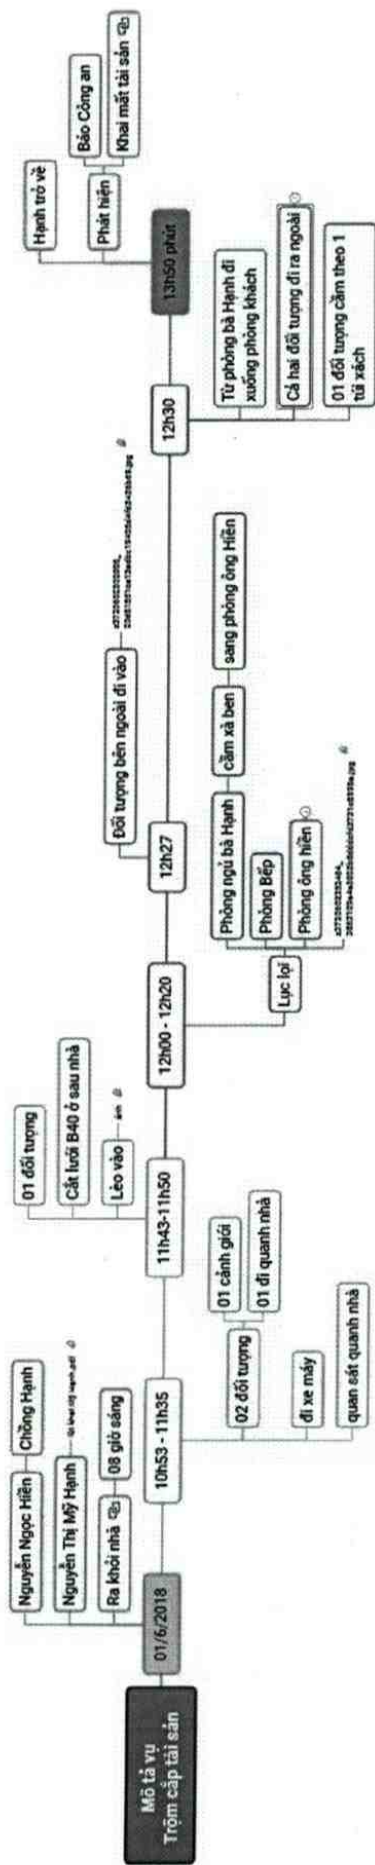 Mô tả vụ
Trộm cắp tài sản
01/6/2018
Nguyễn Ngọc Hiền
Chồng Hạnh
Nguyễn Thị Mỹ Hạnh
Ra khỏi nhà
08 giờ sáng
10h53 - 11h35
02 đối tượng
01 cảnh giới
01 đi quanh nhà
đi xe máy
quan sát quanh nhà
11h43-11h50
01 đối tượng
Cắt lưới B40 ở sau nhà
Lèo vào
12h00 - 12h20
Lục lọi
Phòng ngủ bà Hạnh
cầm xà ben
sang phòng ông Hiền
Phòng Bếp
Phòng ông hiền
12h27
Đối tượng bên ngoài đi vào
12h30
Từ phòng bà Hạnh đi
xuống phòng khách
Cả hai đối tượng đi ra ngoài
01 đối tượng cầm theo 1
túi xách
13h50 phút
Hạnh trở về
Phát hiện
Báo Công an
Khai mất tài sản